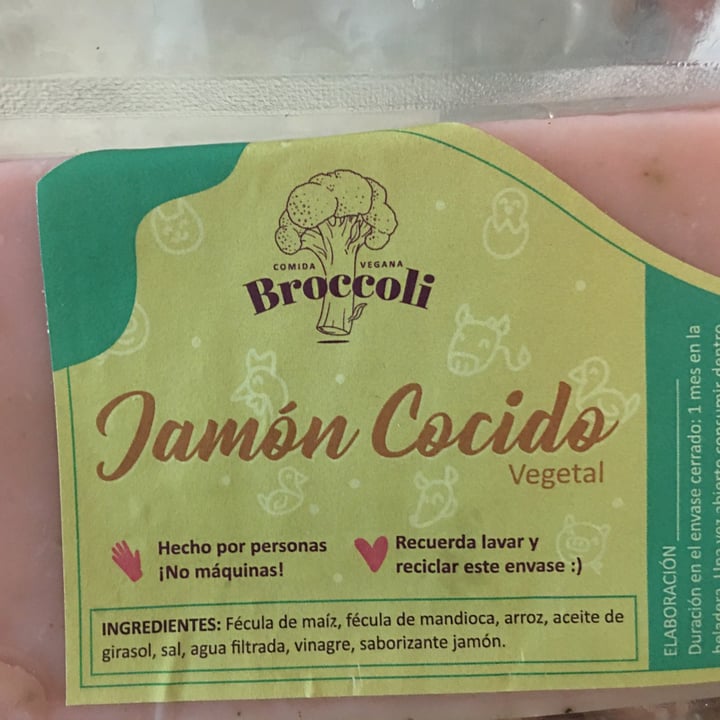 COMIDA VEGANA
Broccoli
Jamón Cocido
Vegetal
Hecho por personas
¡No máquinas!
Recuerda lavar y
reciclar este envase :)
INGREDIENTES: Fécula de maíz, fécula de mandioca, arroz, aceite de
girasol, sal, agua filtrada, vinagre, saborizante jamón.
ELABORACIÓN
Duración en el envase cerrado: 1 mes en la